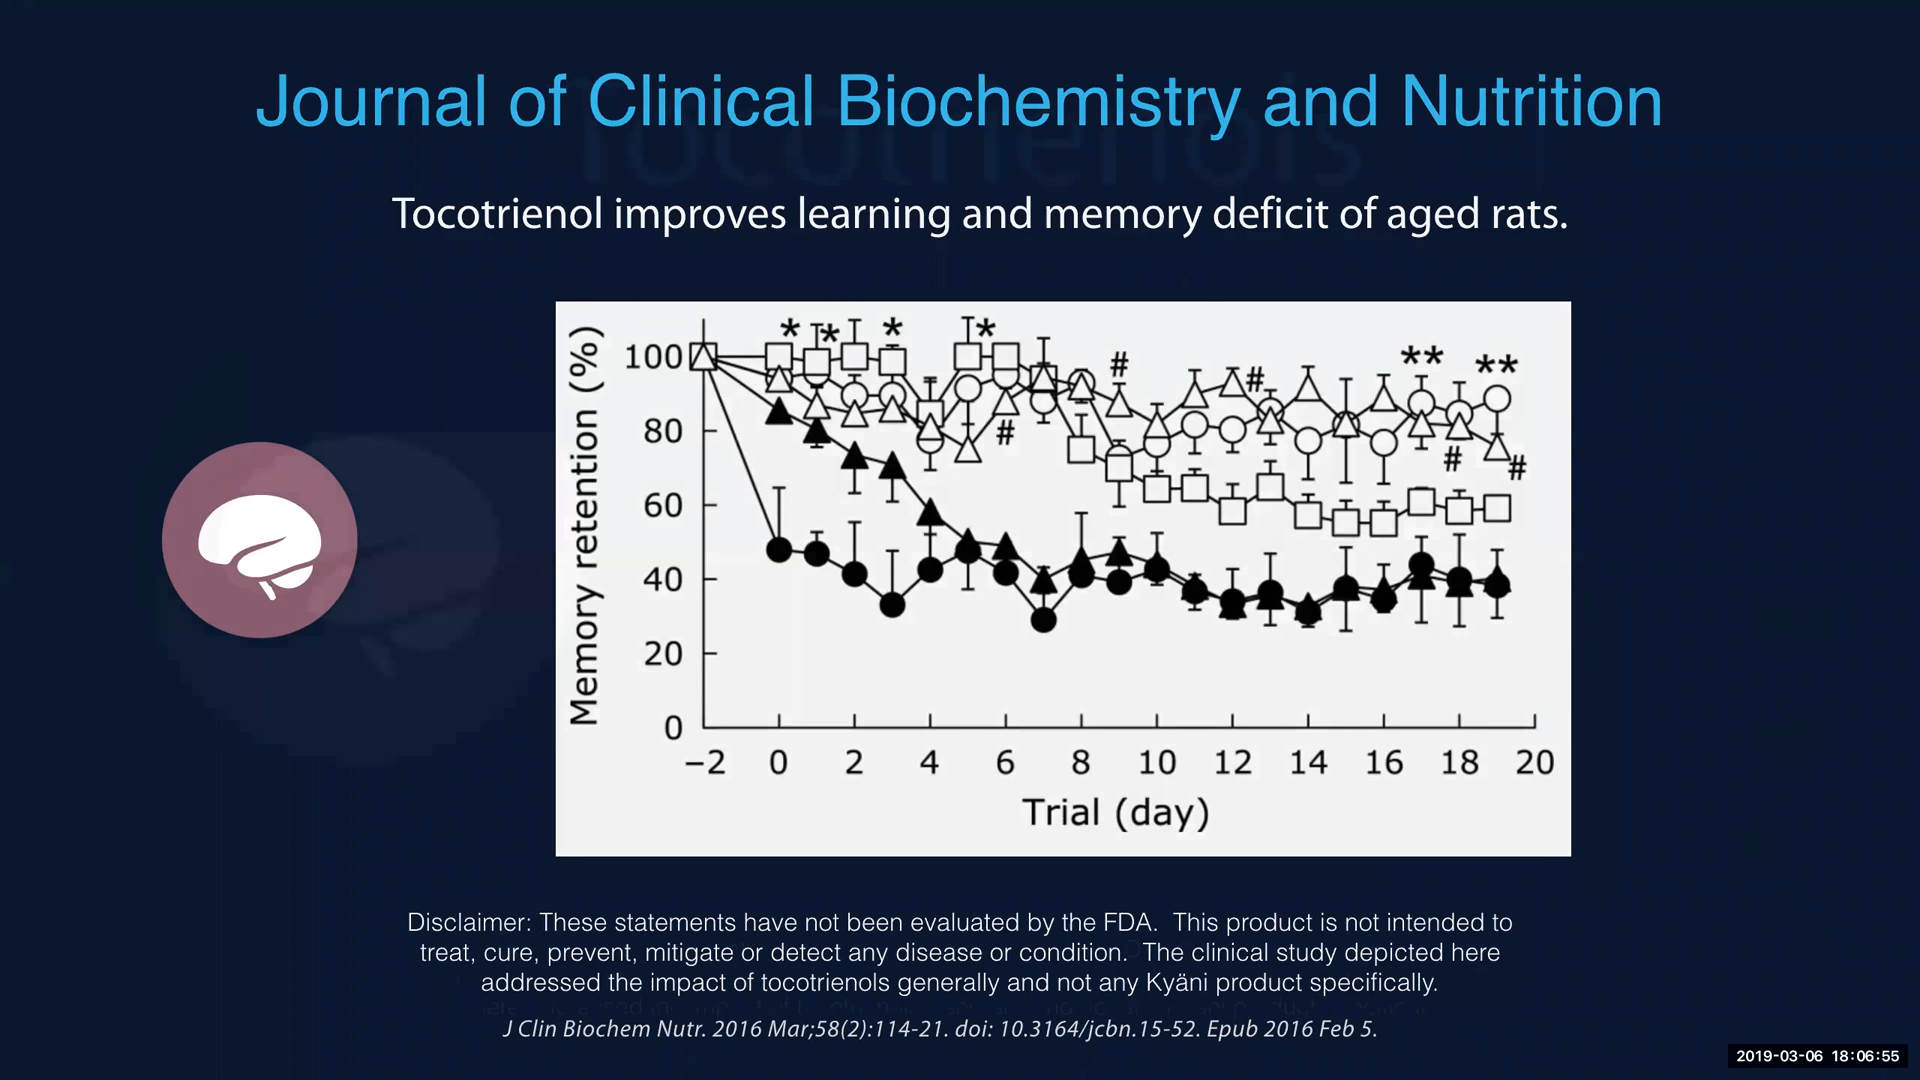 Journal of Clinical Biochemistry and Nutrition
Tocotrienol improves learning and memory deficit of aged rats.
Memory retention (%)
100
80
60
40
20
0
−2 0 2 4 6 8 10 12 14 16 18 20
Trial (day)
* * * * # # # ** ** # #
Disclaimer: These statements have not been evaluated by the FDA. This product is not intended to
treat, cure, prevent, mitigate or detect any disease or condition. The clinical study depicted here
addressed the impact of tocotrienols generally and not any Kyäni product specifically.
J Clin Biochem Nutr. 2016 Mar;58(2):114-21. doi: 10.3164/jcbn.15-52. Epub 2016 Feb 5.
2019-03-06 18:06:55